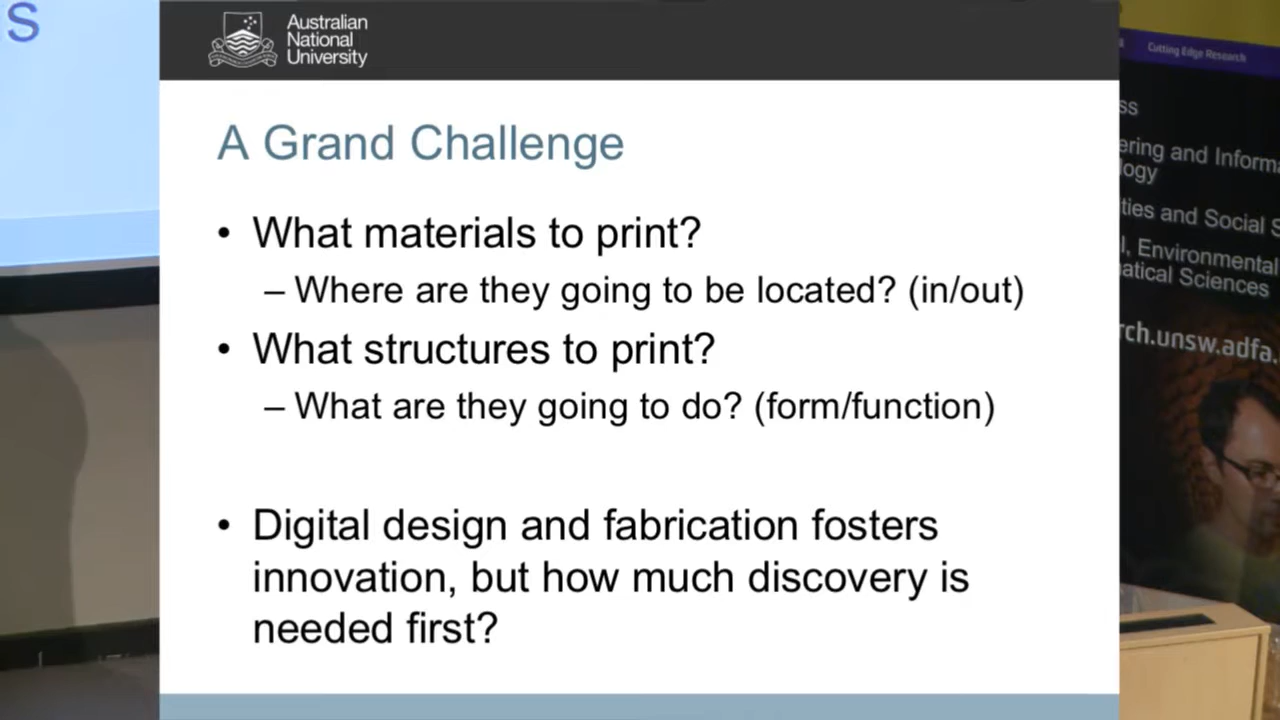 S
Australian
National
University
A Grand Challenge
• What materials to print?
– Where are they going to be located? (in/out)
• What structures to print?
– What are they going to do? (form/function)
• Digital design and fabrication fosters
innovation, but how much discovery is
needed first?
Cutting Edge Research
ss
ering and Informa
logy
ties and Social S
l, Environmental
atical Sciences
rch.unsw.adfa.